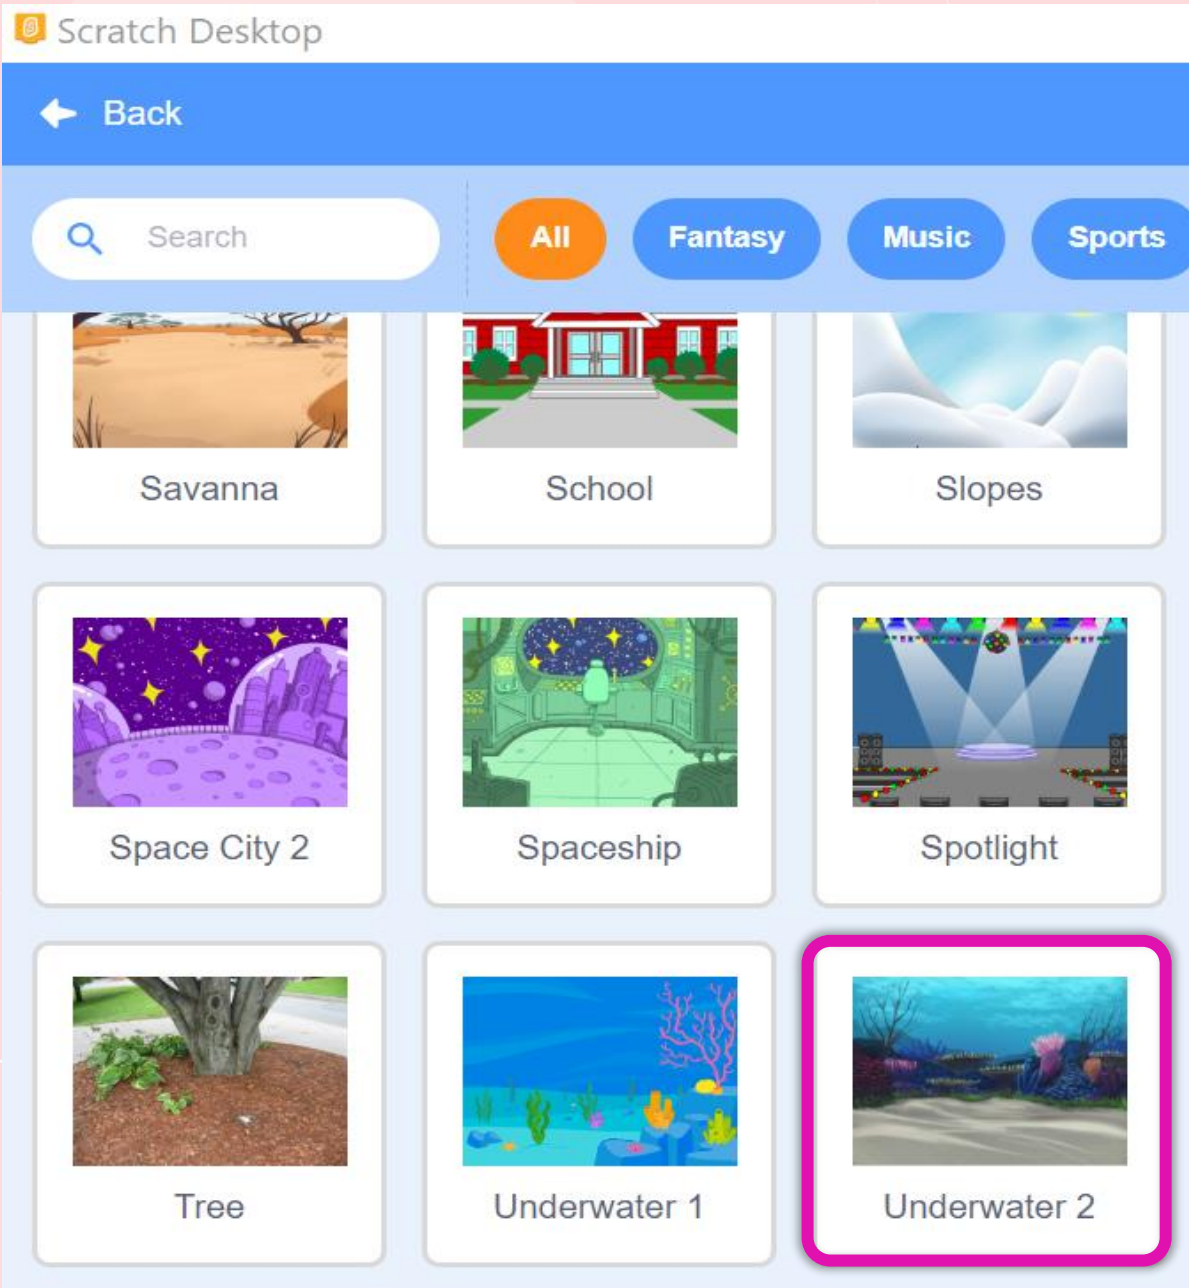 Scratch Desktop
Back
Search
All
Fantasy
Music
Sports
Savanna
School
Slopes
Space City 2
Spaceship
Spotlight
Tree
Underwater 1
Underwater 2